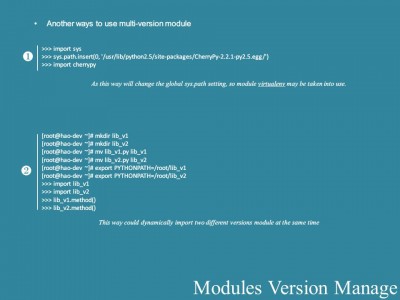 • Another ways to use multi-version module
1
>>> import sys
>>> sys.path.insert(0, '/usr/lib/python2.5/site-packages/CherryPy-2.2.1-py2.5.egg/')
>>> import cherrypy
As this way will change the global sys.path setting, so module virtualenv may be taken into use.
2
[root@hao-dev ~]# mkdir lib_v1
[root@hao-dev ~]# mkdir lib_v2
[root@hao-dev ~]# mv lib_v1.py lib_v1
[root@hao-dev ~]# mv lib_v2.py lib_v2
[root@hao-dev ~]# export PYTHONPATH=/root/lib_v1
[root@hao-dev ~]# export PYTHONPATH=/root/lib_v2
>>> import lib_v1
>>> import lib_v2
>>> lib_v1.method()
>>> lib_v2.method()
This way could dynamically import two different versions module at the same time
Modules Version Manage